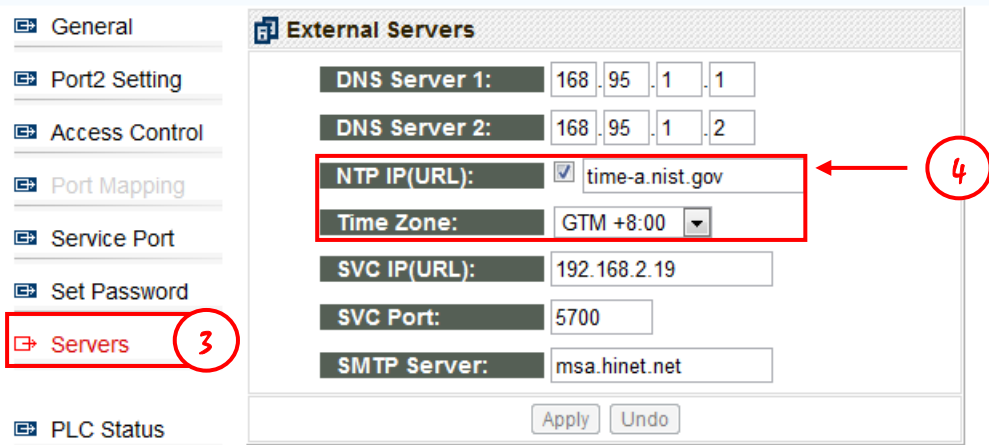 General
Port2 Setting
Access Control
Port Mapping
Service Port
Set Password
Servers
3
PLC Status
External Servers
DNS Server 1: 168 . 95 . 1 . 1
DNS Server 2: 168 . 95 . 1 . 2
NTP IP(URL): time-a.nist.gov
4
Time Zone: GTM +8:00
SVC IP(URL): 192.168.2.19
SVC Port: 5700
SMTP Server: msa.hinet.net
Apply Undo